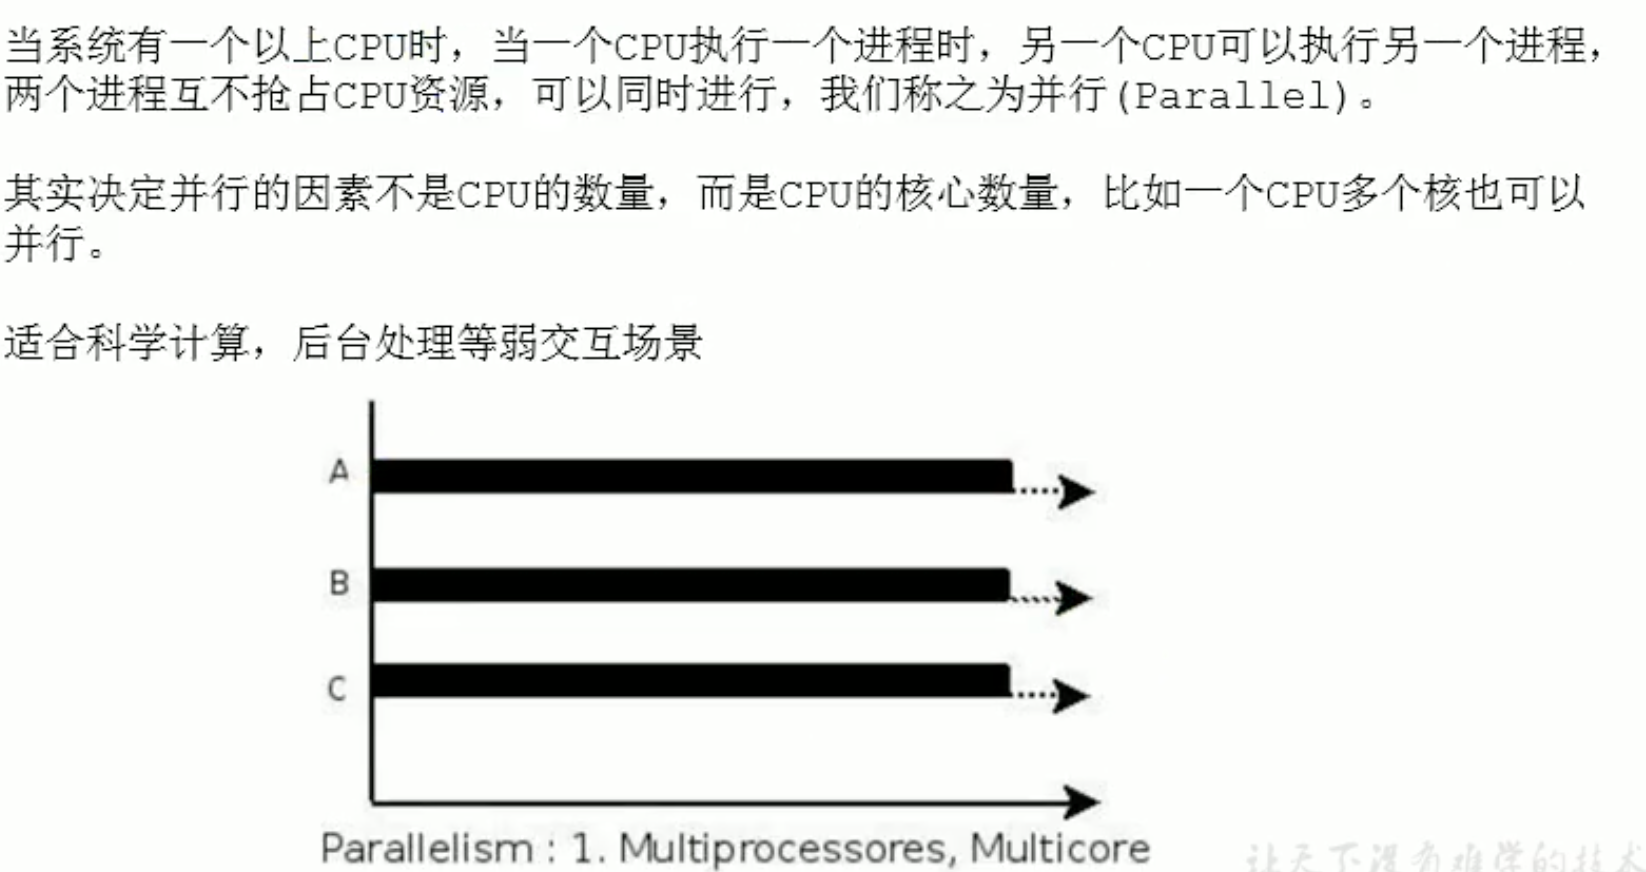 当系统有一个以上CPU时，当一个CPU执行一个进程时，另一个CPU可以执行另一个进程，
两个进程互不抢占CPU资源，可以同时进行，我们称之为并行(Parallel)。
其实决定并行的因素不是CPU的数量，而是CPU的核心数量，比如一个CPU多个核也可以
并行。
适合科学计算，后台处理等弱交互场景
A
B
C
Parallelism : 1. Multiprocessores, Multicore
让天下没有难学的技术